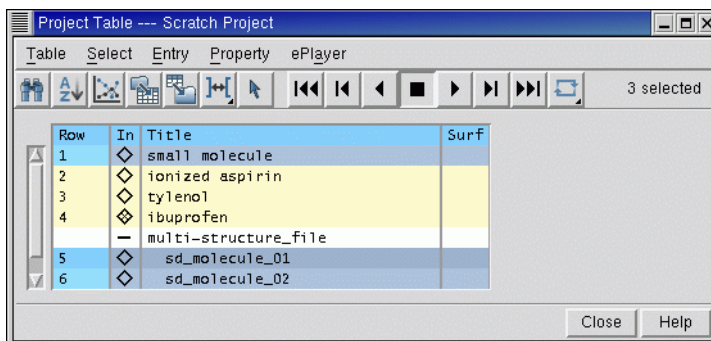 Project Table --- Scratch Project
Table Select Entry Property ePlayer
3 selected
Row In Title Surf
1 small molecule
2 ionized aspirin
3 tylenol
4 ibuprofen
multi-structure_file
5 sd_molecule_01
6 sd_molecule_02
Close Help